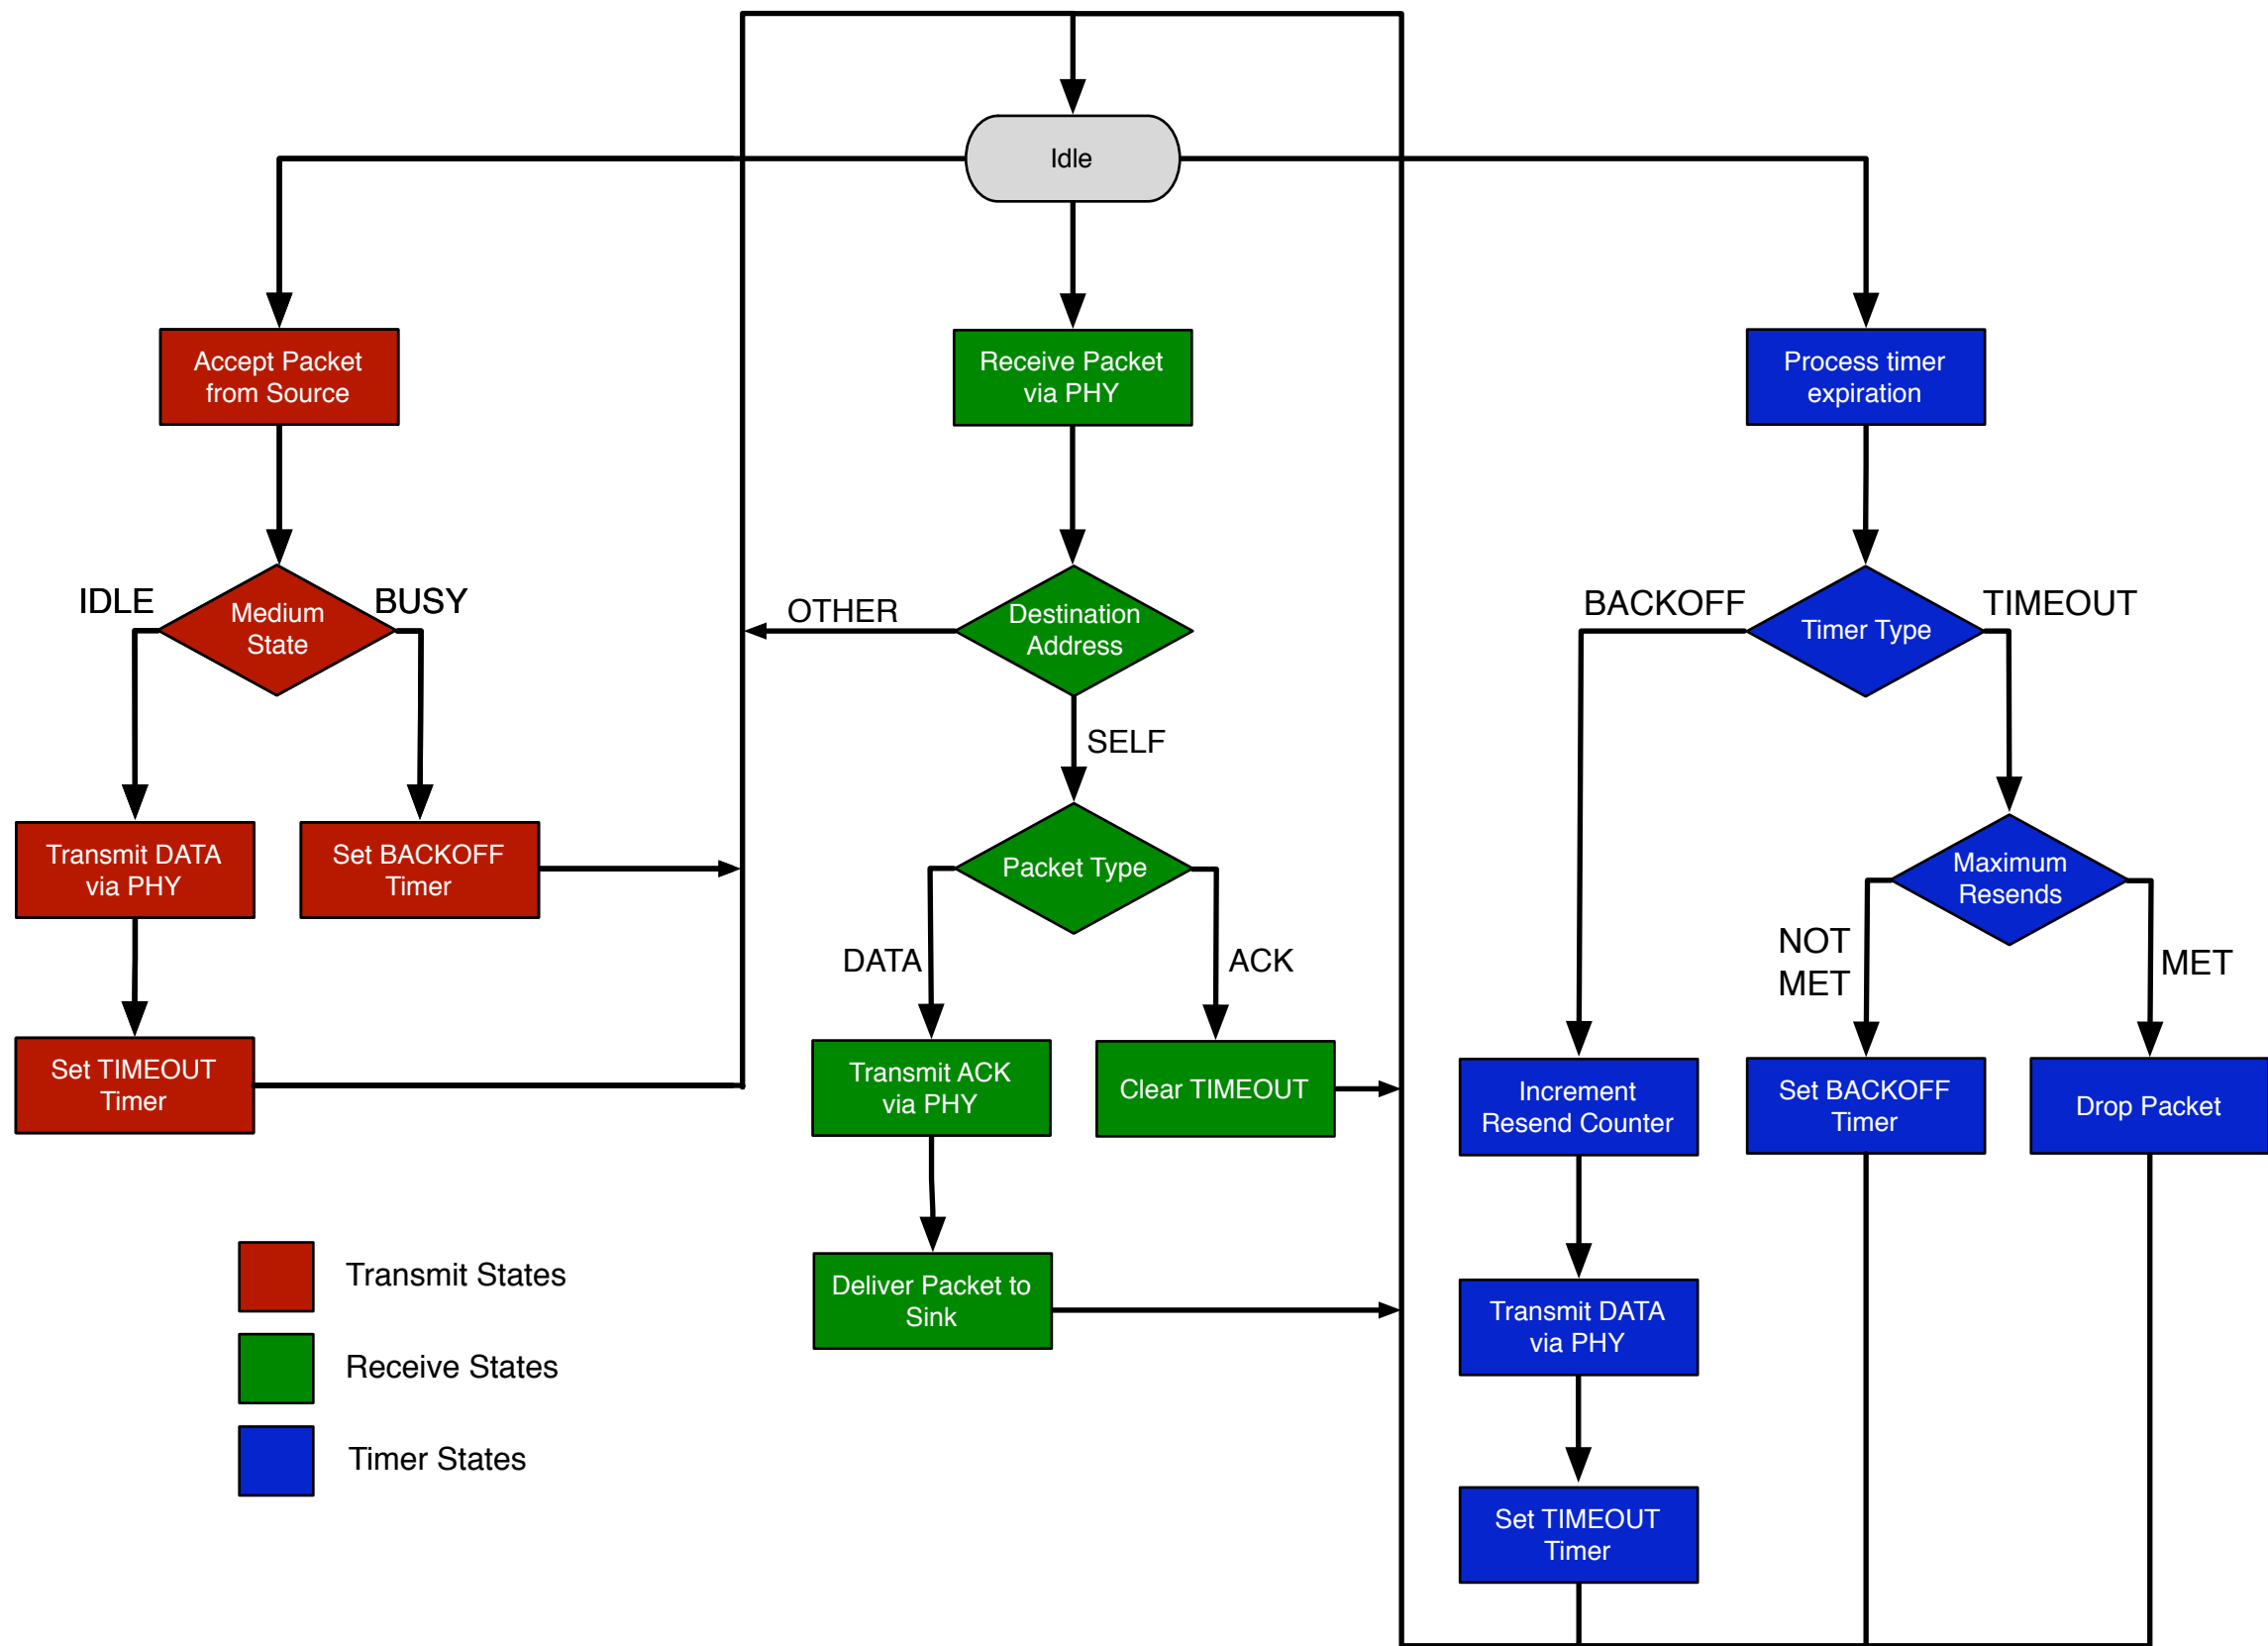 Idle
Accept Packet
from Source
Receive Packet
via PHY
Process timer
expiration
IDLE
Medium
State
BUSY
OTHER
Destination
Address
BACKOFF
Timer Type
TIMEOUT
SELF
Transmit DATA
via PHY
Set BACKOFF
Timer
Packet Type
Maximum
Resends
DATA
ACK
NOT
MET
MET
Set TIMEOUT
Timer
Transmit ACK
via PHY
Clear TIMEOUT
Increment
Resend Counter
Set BACKOFF
Timer
Drop Packet
Deliver Packet to
Sink
Transmit DATA
via PHY
Set TIMEOUT
Timer
Transmit States
Receive States
Timer States